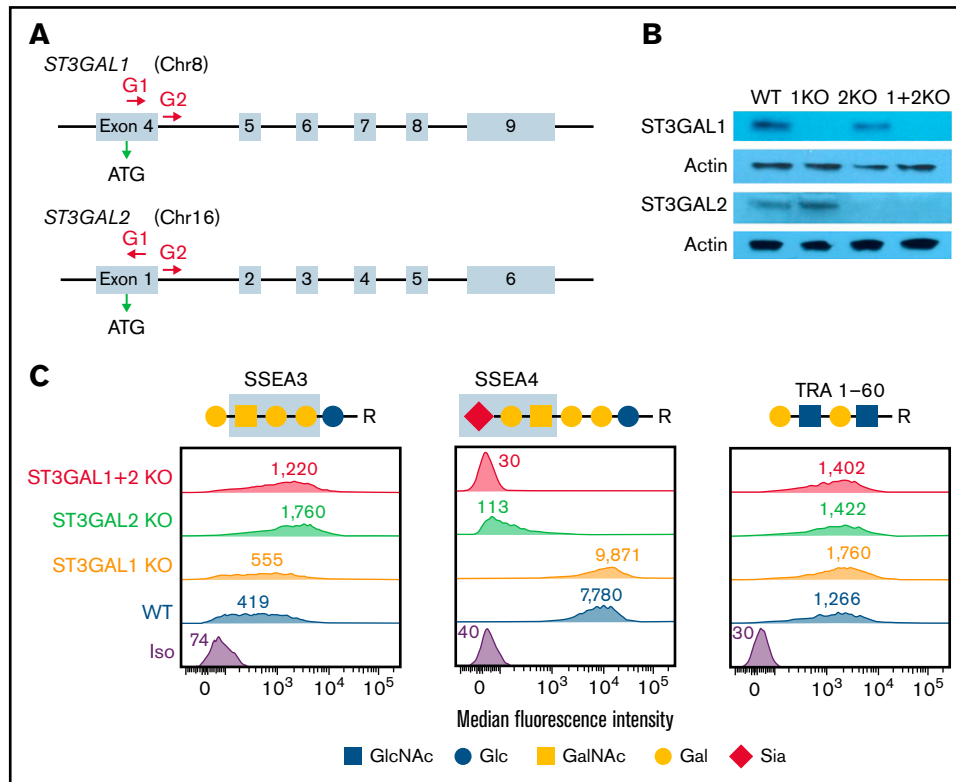 A
ST3GAL1 (Chr8)
G1
G2
Exon 4 5 6 7 8 9
ATG
ST3GAL2 (Chr16)
G1
G2
Exon 1 2 3 4 5 6
ATG
B
WT 1KO 2KO 1+2KO
ST3GAL1
Actin
ST3GAL2
Actin
C
SSEA3
R
SSEA4
R
TRA 1–60
R
ST3GAL1+2 KO
ST3GAL2 KO
ST3GAL1 KO
WT
Iso
1,220
1,760
555
419
74
0 10³ 10⁴ 10⁵
30
113
9,871
7,780
40
0 10³ 10⁴ 10⁵
1,402
1,422
1,760
1,266
30
0 10³ 10⁴ 10⁵
Median fluorescence intensity
GlcNAc Glc GalNAc Gal Sia